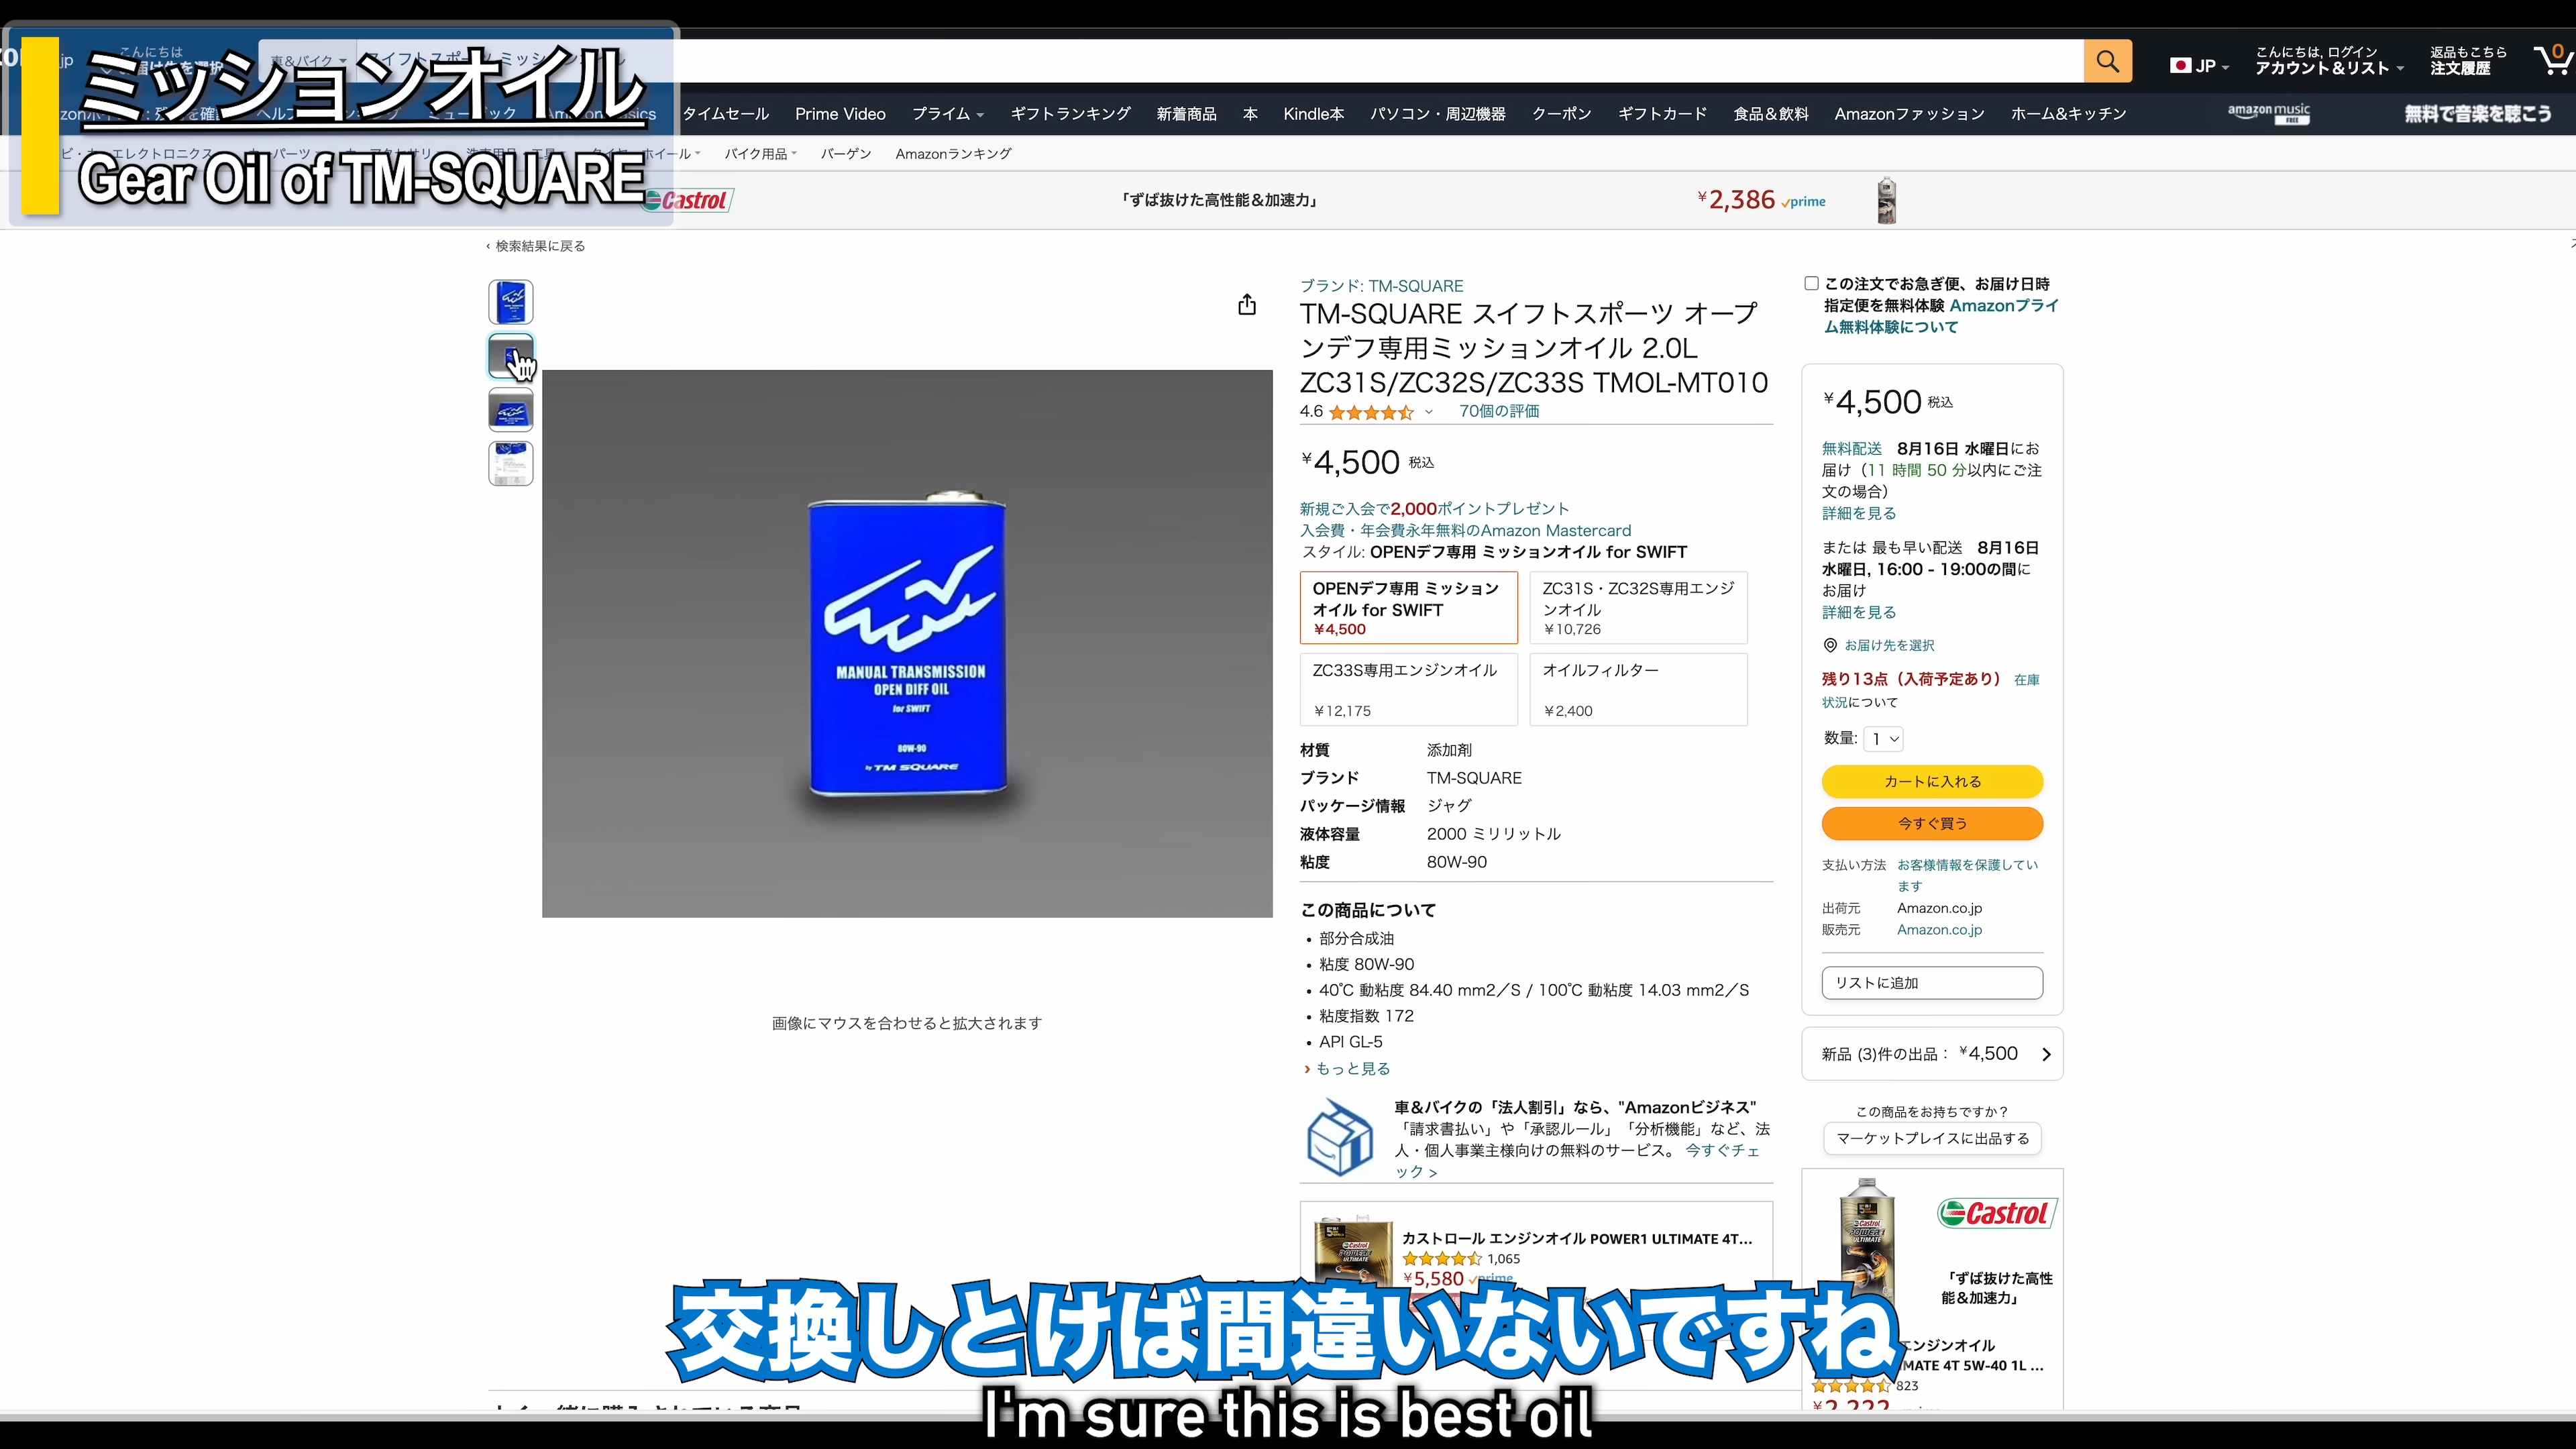 ミッションオイル
Gear Oil of TM-SQUARE
こんにちは
車＆バイク
JP
こんにちは, ログイン
アカウント＆リスト
返品もこちら
注文履歴
0
タイムセール
Prime Video
プライム
ギフトランキング
新着商品
本
Kindle本
パソコン・周辺機器
クーポン
ギフトカード
食品＆飲料
Amazonファッション
ホーム&キッチン
amazon music
FREE
無料で音楽を聴こう
バイク用品
バーゲン
Amazonランキング
Castrol
「ずば抜けた高性能＆加速力」
¥2,386 prime
‹ 検索結果に戻る
MANUAL TRANSMISSION
OPEN DIFF OIL
for SWIFT
80W-90
by TM SQUARE
画像にマウスを合わせると拡大されます
ブランド: TM-SQUARE
TM-SQUARE スイフトスポーツ オープ
ンデフ専用ミッションオイル 2.0L
ZC31S/ZC32S/ZC33S TMOL-MT010
4.6
70個の評価
¥4,500 税込
新規ご入会で2,000ポイントプレゼント
入会費・年会費永年無料のAmazon Mastercard
スタイル: OPENデフ専用 ミッションオイル for SWIFT
OPENデフ専用 ミッション
オイル for SWIFT
¥4,500
ZC31S・ZC32S専用エンジ
ンオイル
¥10,726
ZC33S専用エンジンオイル
¥12,175
オイルフィルター
¥2,400
材質 添加剤
ブランド TM-SQUARE
パッケージ情報 ジャグ
液体容量 2000 ミリリットル
粘度 80W-90
この商品について
• 部分合成油
• 粘度 80W-90
• 40℃ 動粘度 84.40 mm2／S / 100℃ 動粘度 14.03 mm2／S
• 粘度指数 172
• API GL-5
› もっと見る
車＆バイクの「法人割引」なら、"Amazonビジネス"
「請求書払い」や「承認ルール」「分析機能」など、法
人・個人事業主様向けの無料のサービス。 今すぐチェ
ック >
カストロール エンジンオイル POWER1 ULTIMATE 4T...
1,065
¥5,580 prime
この注文でお急ぎ便、お届け日時
指定便を無料体験 Amazonプライ
ム無料体験について
¥4,500 税込
無料配送 8月16日 水曜日にお
届け（11 時間 50 分以内にご注
文の場合）
詳細を見る
または 最も早い配送 8月16日
水曜日, 16:00 - 19:00の間に
お届け
詳細を見る
お届け先を選択
残り13点（入荷予定あり） 在庫
状況について
数量: 1
カートに入れる
今すぐ買う
支払い方法 お客様情報を保護してい
ます
出荷元 Amazon.co.jp
販売元 Amazon.co.jp
リストに追加
新品 (3)件の出品： ¥4,500
この商品をお持ちですか？
マーケットプレイスに出品する
Castrol
「ずば抜けた高性
能＆加速力」
エンジンオイル
MATE 4T 5W-40 1L ...
823
¥2,222
交換しとけば間違いないですね
I'm sure this is best oil